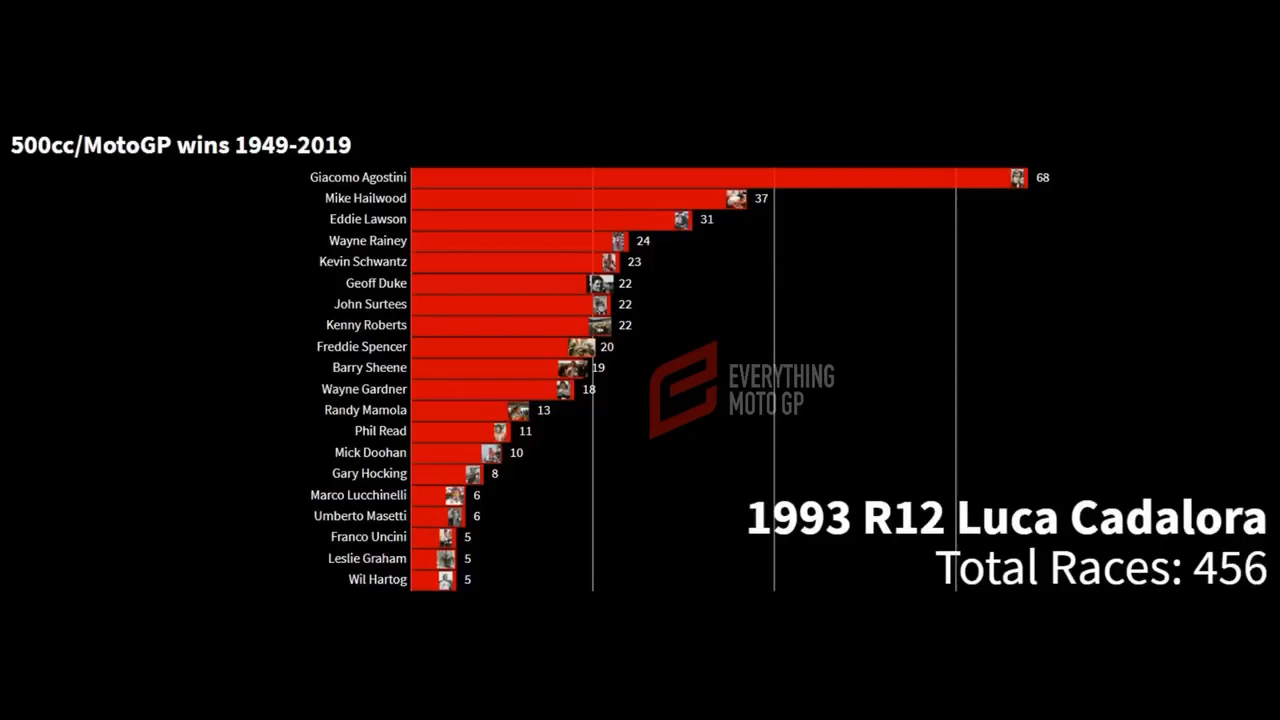 500cc/MotoGP wins 1949-2019
Giacomo Agostini 68
Mike Hailwood 37
Eddie Lawson 31
Wayne Rainey 24
Kevin Schwantz 23
Geoff Duke 22
John Surtees 22
Kenny Roberts 22
Freddie Spencer 20
Barry Sheene 19
Wayne Gardner 18
Randy Mamola 13
Phil Read 11
Mick Doohan 10
Gary Hocking 8
Marco Lucchinelli 6
Umberto Masetti 6
Franco Uncini 5
Leslie Graham 5
Wil Hartog 5
EVERYTHING
MOTO GP
1993 R12 Luca Cadalora
Total Races: 456